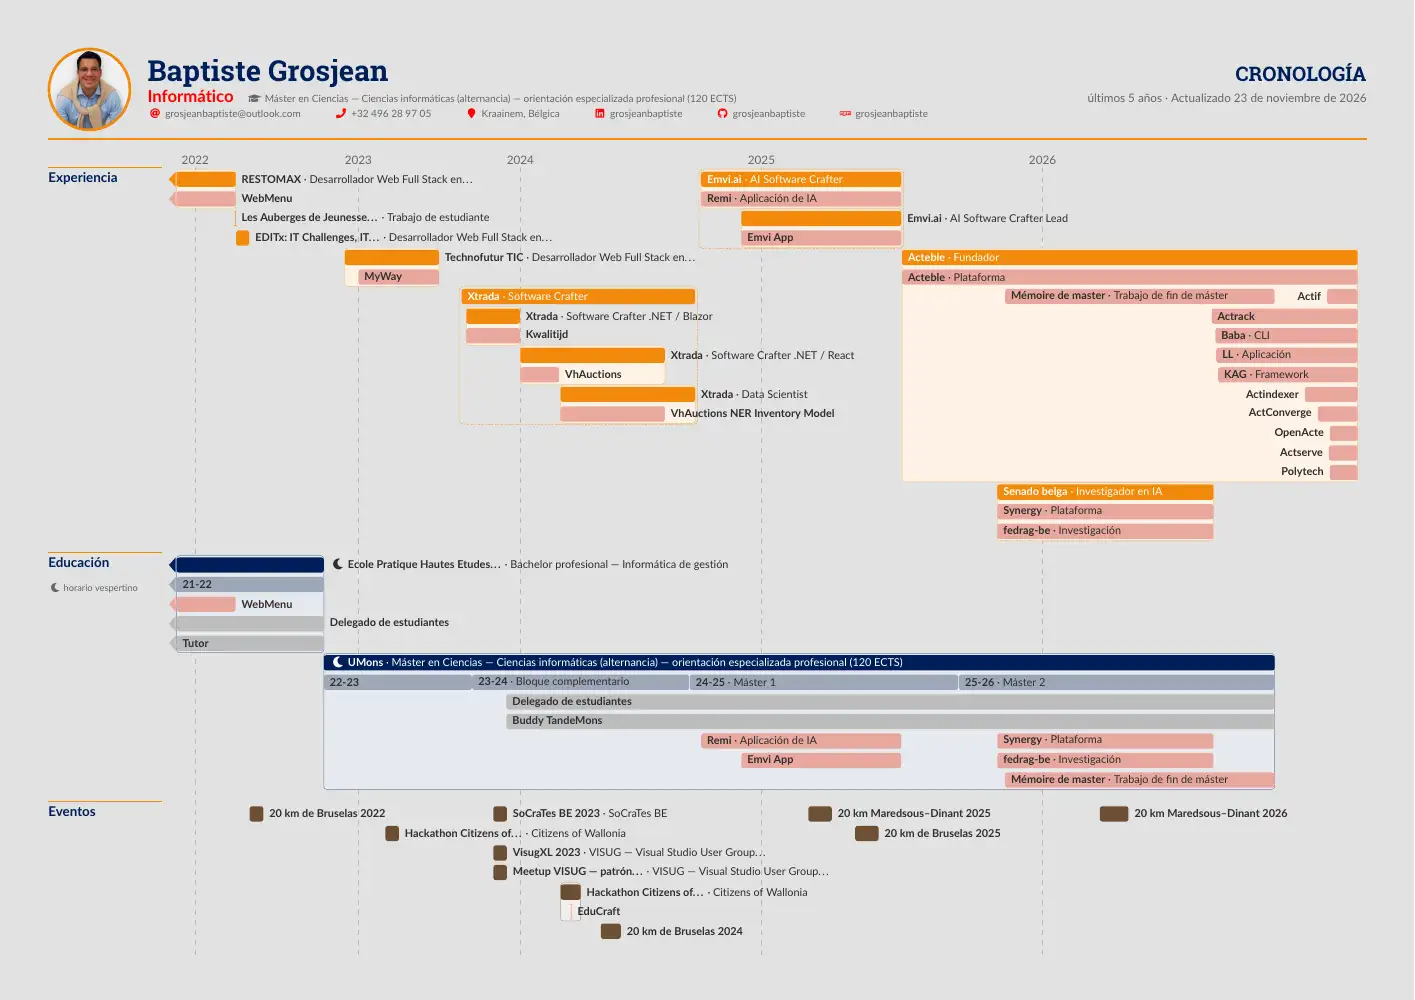 Baptiste Grosjean
CRONOLOGÍA
Informático Máster en Ciencias — Ciencias informáticas (alternancia) — orientación especializada profesional (120 ECTS)
últimos 5 años · Actualizado 23 de noviembre de 2026
grosjeanbaptiste@outlook.com +32 496 28 97 05 Kraainem, Bélgica grosjeanbaptiste grosjeanbaptiste grosjeanbaptiste
2022 2023 2024 2025 2026
Experiencia
RESTOMAX · Desarrollador Web Full Stack en…
Emvi.ai · AI Software Crafter
WebMenu
Remi · Aplicación de IA
Les Auberges de Jeunesse… · Trabajo de estudiante
Emvi.ai · AI Software Crafter Lead
EDITx: IT Challenges, IT… · Desarrollador Web Full Stack en…
Emvi App
Technofutur TIC · Desarrollador Web Full Stack en…
Acteble · Fundador
MyWay
Acteble · Plataforma
Xtrada · Software Crafter
Mémoire de master · Trabajo de fin de máster
Actif
Xtrada · Software Crafter .NET / Blazor
Actrack
Kwalitijd
Baba · CLI
Xtrada · Software Crafter .NET / React
LL · Aplicación
VhAuctions
KAG · Framework
Xtrada · Data Scientist
Actindexer
VhAuctions NER Inventory Model
ActConverge
OpenActe
Actserve
Polytech
Senado belga · Investigador en IA
Synergy · Plataforma
fedrag-be · Investigación
Educación
Ecole Pratique Hautes Etudes… · Bachelor profesional — Informática de gestión
horario vespertino
21-22
WebMenu
Delegado de estudiantes
Tutor
UMons · Máster en Ciencias — Ciencias informáticas (alternancia) — orientación especializada profesional (120 ECTS)
22-23 23-24 · Bloque complementario 24-25 · Máster 1 25-26 · Máster 2
Delegado de estudiantes
Buddy TandeMons
Remi · Aplicación de IA
Synergy · Plataforma
Emvi App
fedrag-be · Investigación
Mémoire de master · Trabajo de fin de máster
Eventos
20 km de Bruselas 2022
SoCraTes BE 2023 · SoCraTes BE
20 km Maredsous–Dinant 2025
20 km Maredsous–Dinant 2026
Hackathon Citizens of… · Citizens of Wallonia
20 km de Bruselas 2025
VisugXL 2023 · VISUG — Visual Studio User Group…
Meetup VISUG — patrón… · VISUG — Visual Studio User Group…
Hackathon Citizens of… · Citizens of Wallonia
EduCraft
20 km de Bruselas 2024